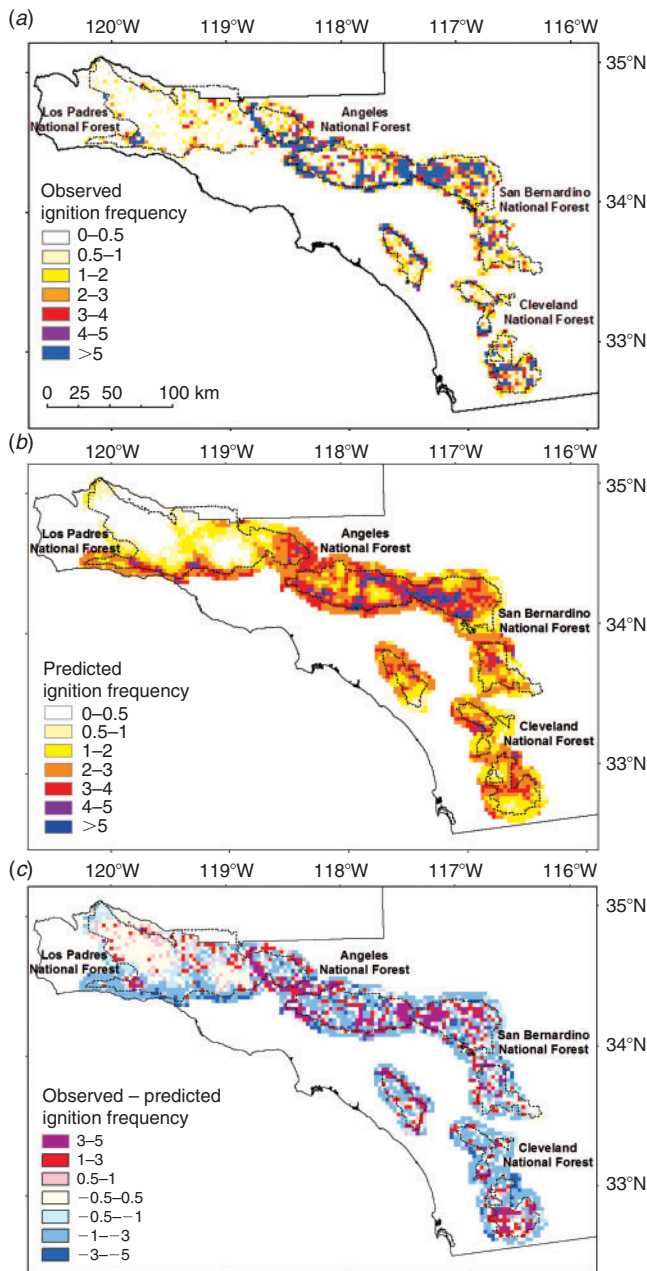 (a)
120°W 119°W 118°W 117°W 116°W
35°N
Los Padres
National Forest
Angeles
National Forest
San Bernardino
National Forest
34°N
Observed
ignition frequency
0–0.5
0.5–1
1–2
2–3
3–4
4–5
>5
Cleveland
National Forest
33°N
0 25 50 100 km
(b)
120°W 119°W 118°W 117°W 116°W
35°N
Los Padres
National Forest
Angeles
National Forest
San Bernardino
National Forest
34°N
Predicted
ignition frequency
0–0.5
0.5–1
1–2
2–3
3–4
4–5
>5
Cleveland
National Forest
33°N
(c)
120°W 119°W 118°W 117°W 116°W
35°N
Los Padres
National Forest
Angeles
National Forest
San Bernardino
National Forest
34°N
Observed – predicted
ignition frequency
3–5
1–3
0.5–1
−0.5–0.5
−0.5–−1
−1–−3
−3–−5
Cleveland
National Forest
33°N